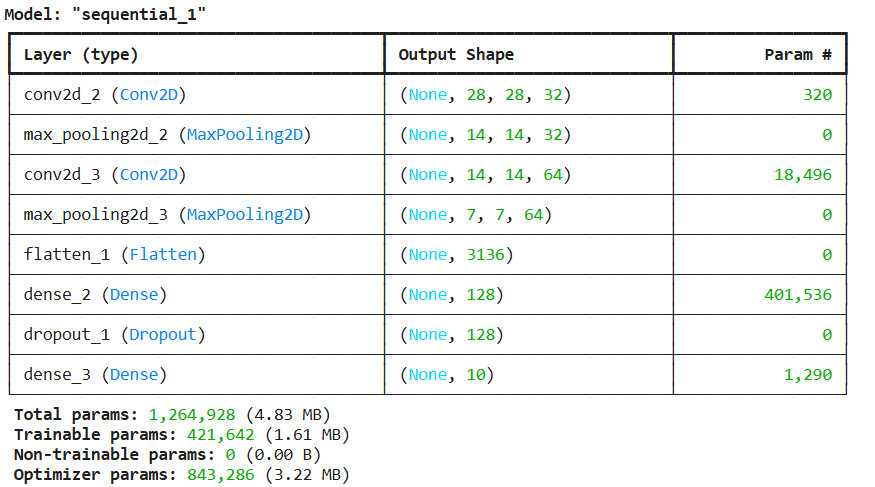 Model: "sequential_1"
Layer (type) Output Shape Param #
conv2d_2 (Conv2D) (None, 28, 28, 32) 320
max_pooling2d_2 (MaxPooling2D) (None, 14, 14, 32) 0
conv2d_3 (Conv2D) (None, 14, 14, 64) 18,496
max_pooling2d_3 (MaxPooling2D) (None, 7, 7, 64) 0
flatten_1 (Flatten) (None, 3136) 0
dense_2 (Dense) (None, 128) 401,536
dropout_1 (Dropout) (None, 128) 0
dense_3 (Dense) (None, 10) 1,290
Total params: 1,264,928 (4.83 MB)
Trainable params: 421,642 (1.61 MB)
Non-trainable params: 0 (0.00 B)
Optimizer params: 843,286 (3.22 MB)